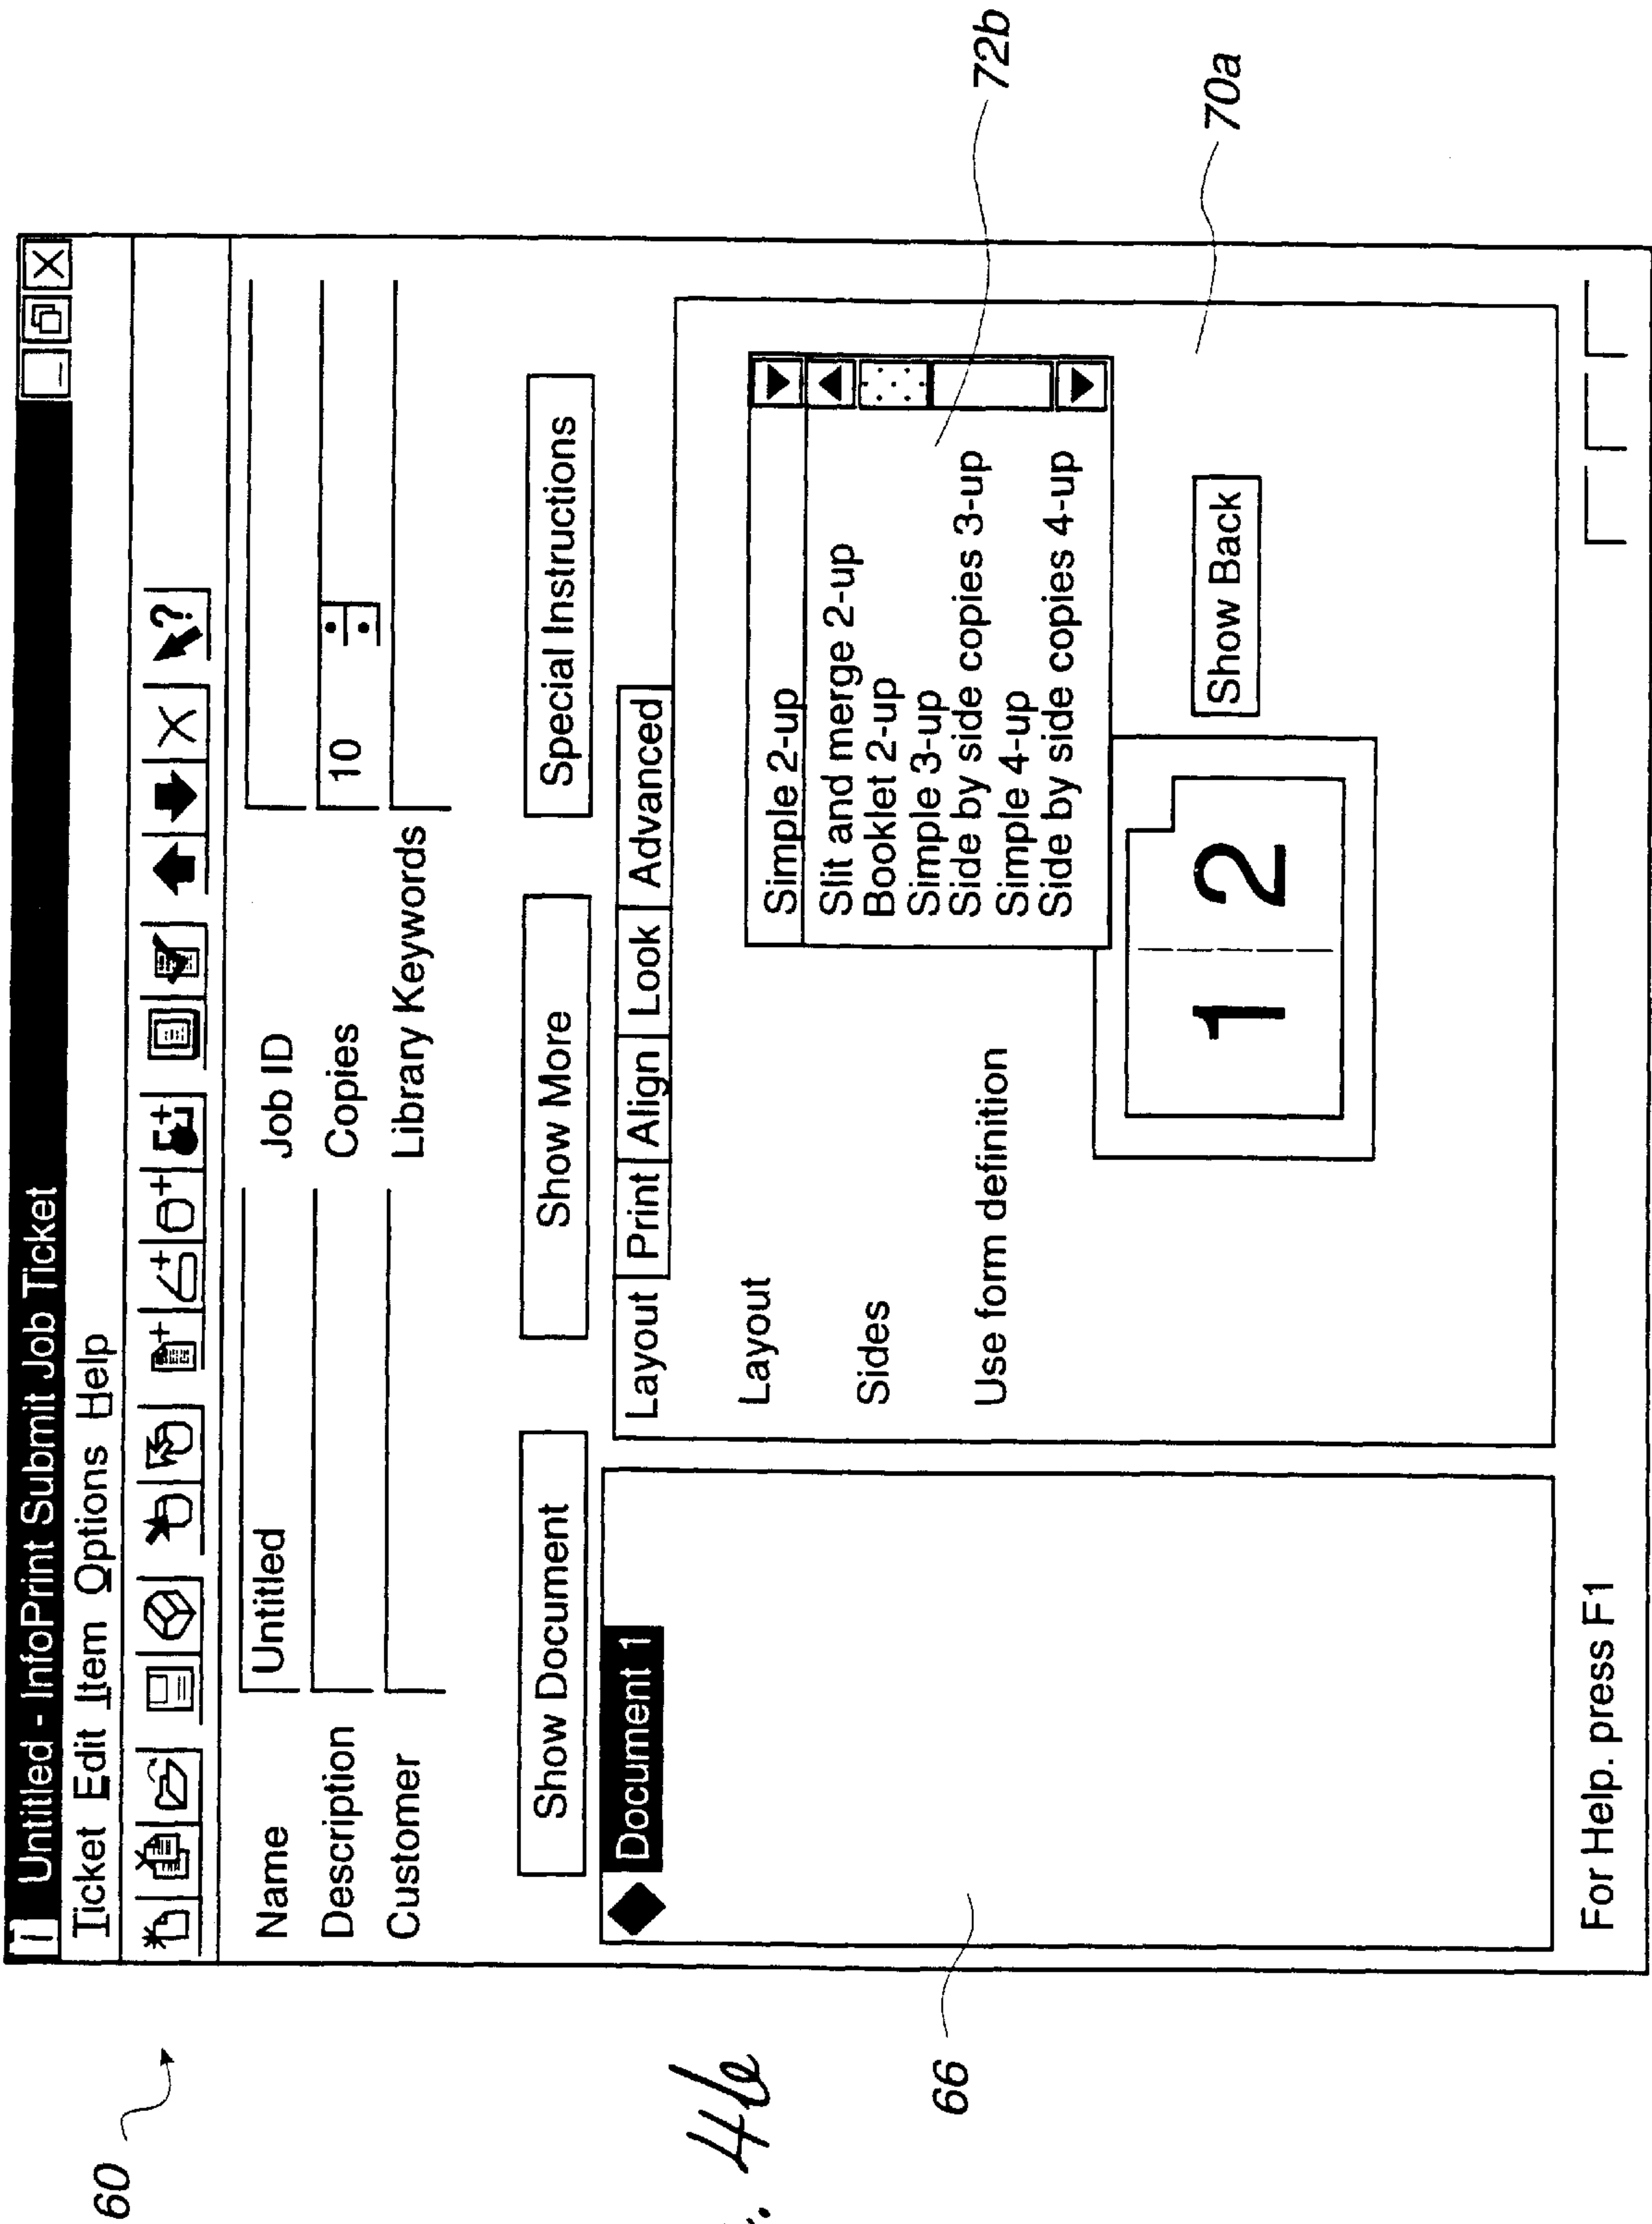 60
Untitled - InfoPrint Submit Job Ticket
Ticket Edit Item Options Help
Name Untitled Job ID
Description Copies 10
Customer Library Keywords
Show Document Show More Special Instructions
Document 1
Layout Print Align Look Advanced
Layout Simple 2-up
Slit and merge 2-up
Sides Booklet 2-up
Simple 3-up
Side by side copies 3-up
Use form definition Simple 4-up
Side by side copies 4-up
1 2
Show Back
For Help. press F1
66
72b
70a